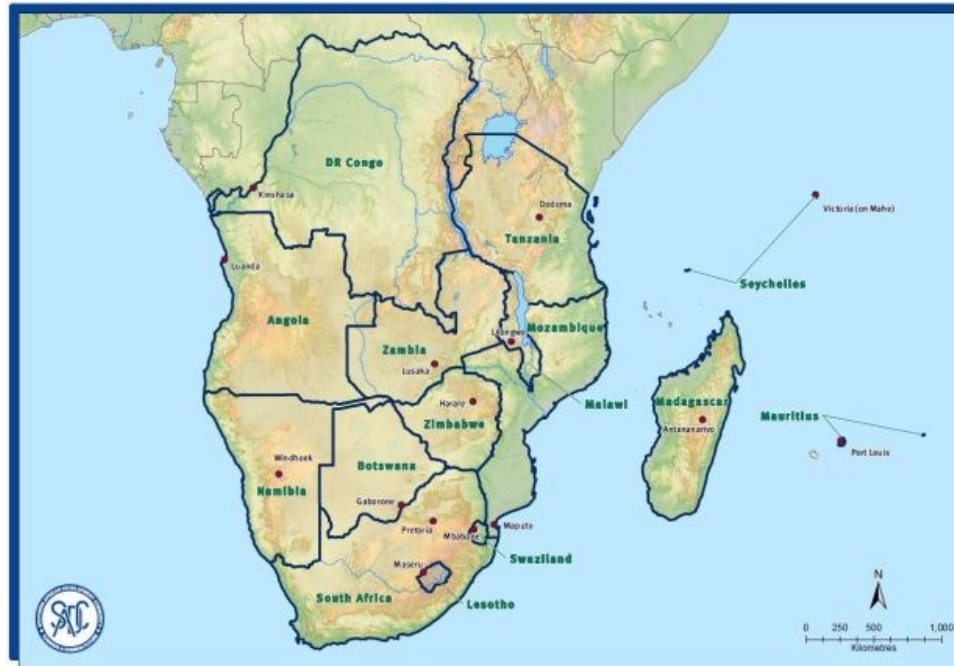 DR Congo
Kinshasa
Dodoma
Victoria (on Mahe)
Tanzania
Luanda
Seychelles
Angola
Mozambique
Lilongwe
Zambia
Lusaka
Malawi
Madagascar
Harare
Mauritius
Zimbabwe
Antananarivo
Port Louis
Windhoek
Botswana
Namibia
Gaborone
Pretoria
Mbabane
Maputo
Swaziland
Maseru
South Africa
Lesotho
N
SADC
0 250 500 1,000
Kilometres